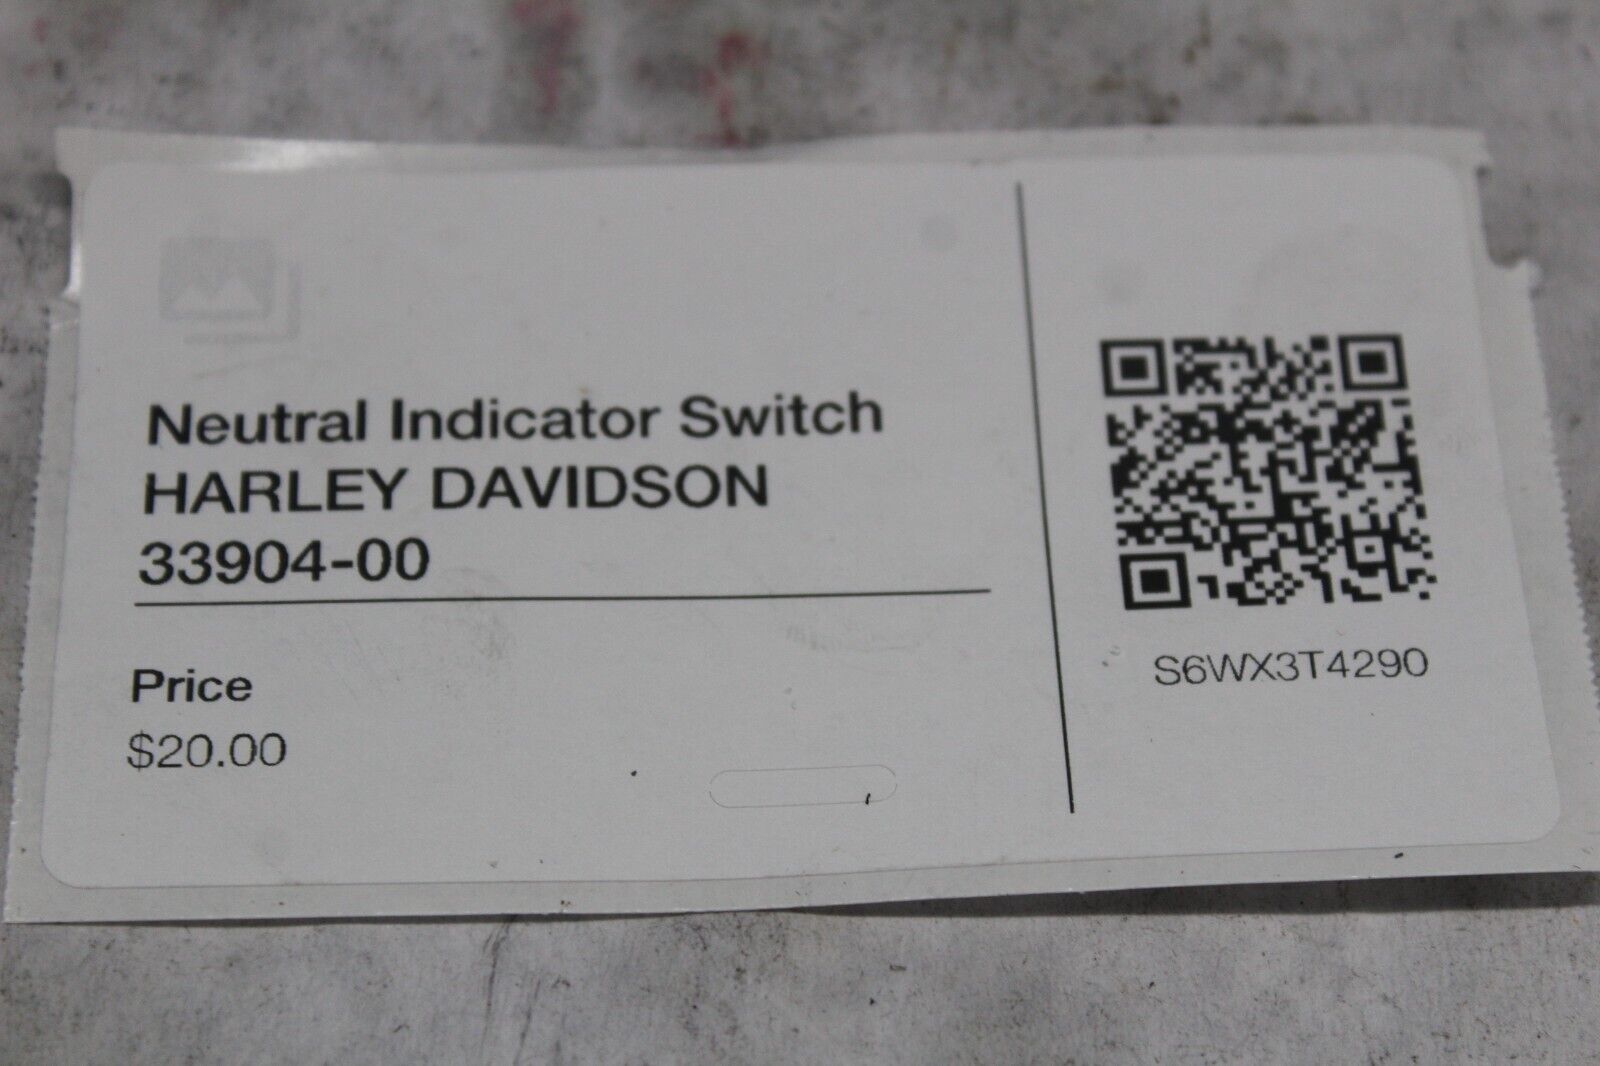 Neutral Indicator Switch
HARLEY DAVIDSON
33904-00
Price
$20.00
S6WX3T4290